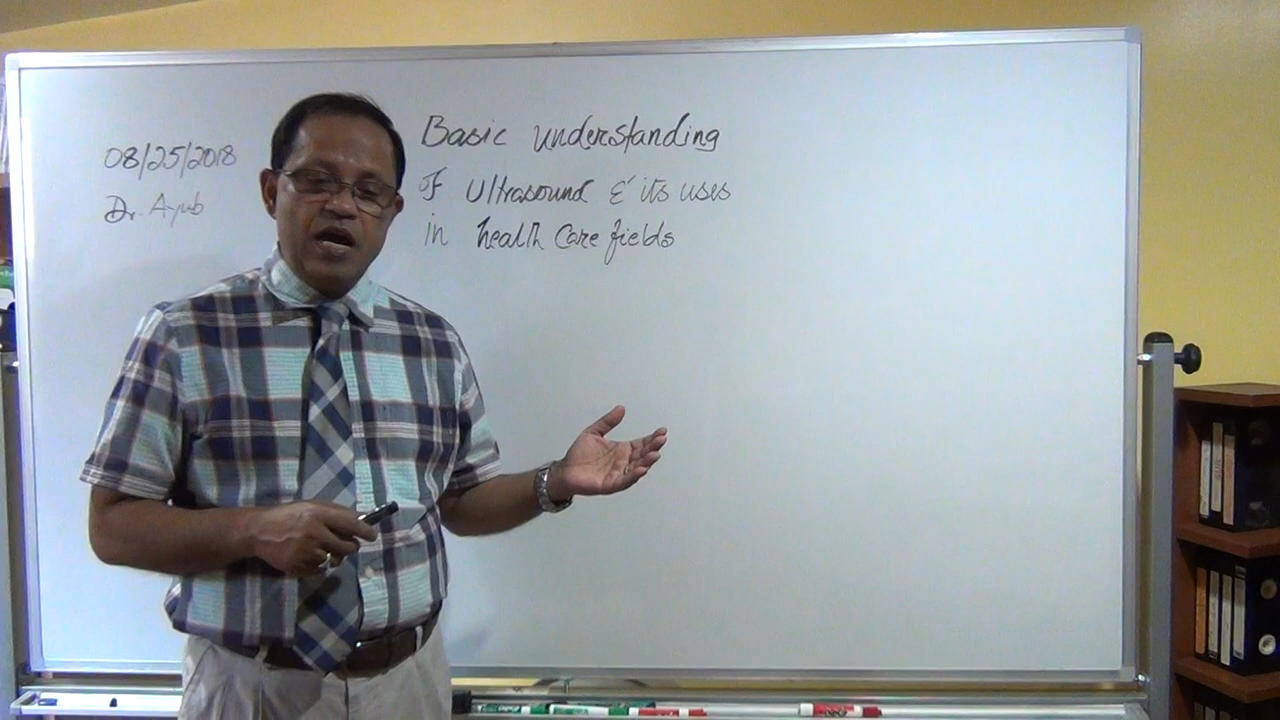 08/25/2018
Dr. Ayub
Basic understanding
of Ultrasound & its uses
in health care fields